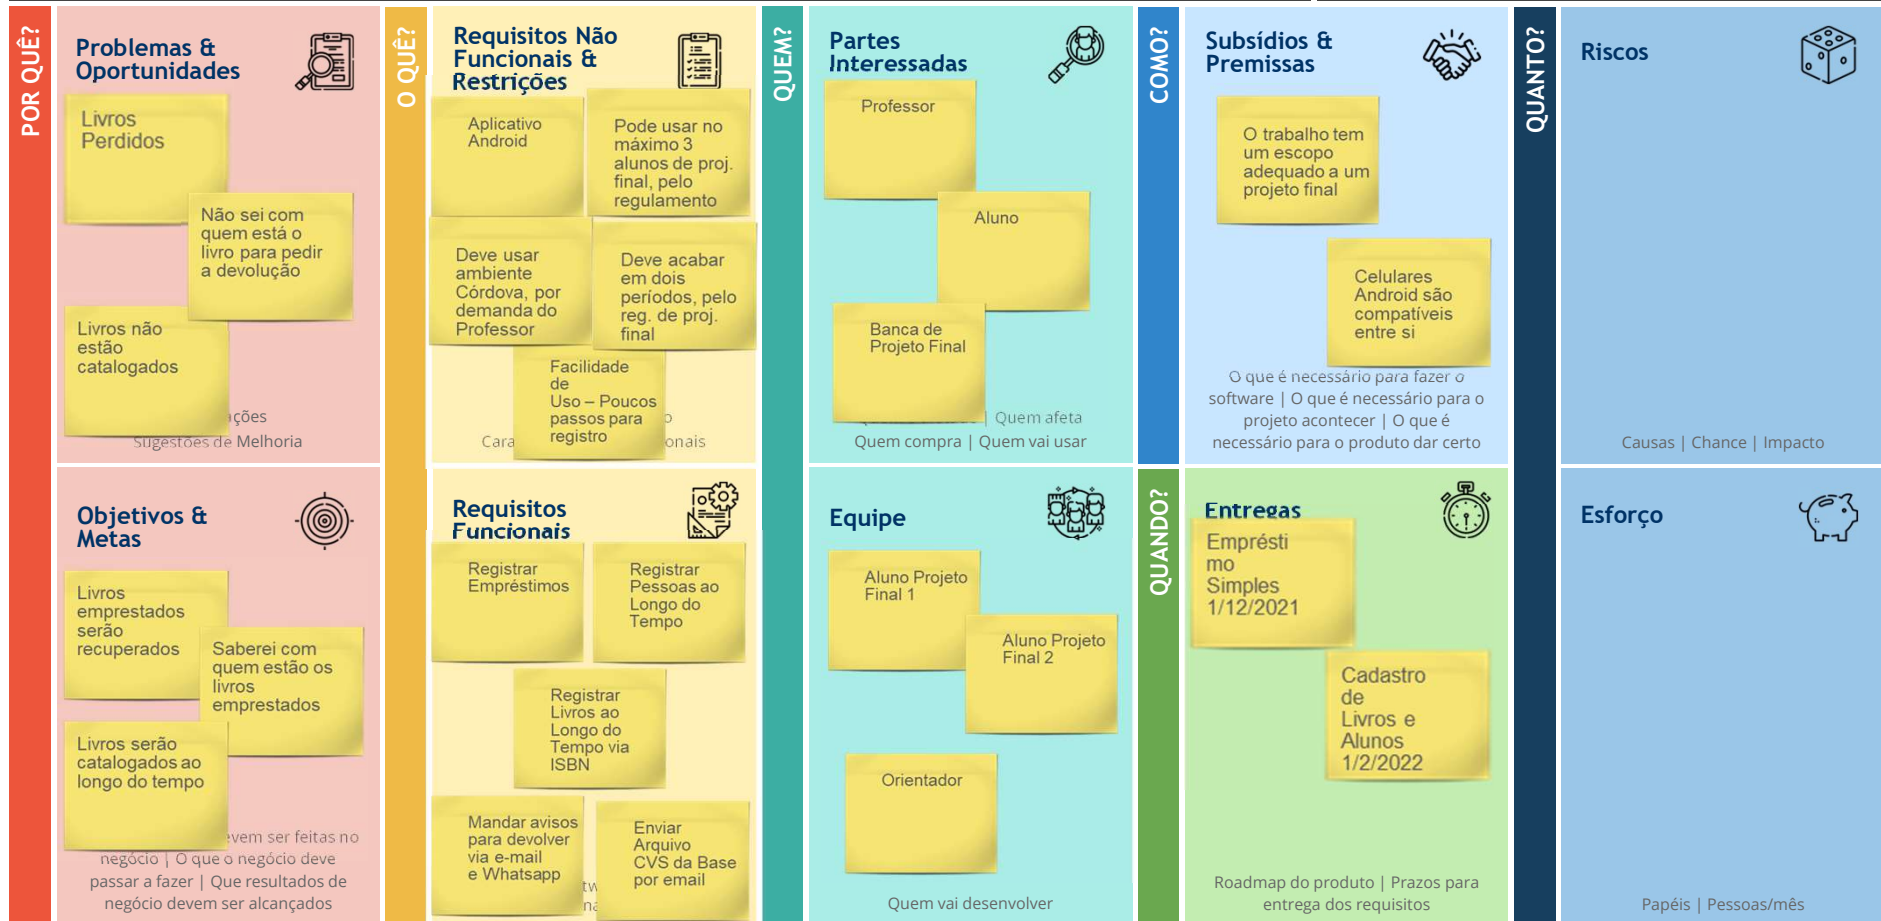 POR QUÊ?
Problemas &
Oportunidades
Livros
Perdidos
Não sei com
quem está o
livro para pedir
a devolução
Livros não
estão
catalogados
Sugestões de Melhoria
Objetivos &
Metas
Livros
emprestados
serão
recuperados
Saberei com
quem estão os
livros
emprestados
Livros serão
catalogados ao
longo do tempo
evem ser feitas no
negócio | O que o negócio deve
passar a fazer | Que resultados de
negócio devem ser alcançados
O QUÊ?
Requisitos Não
Funcionais &
Restrições
Aplicativo
Android
Pode usar no
máximo 3
alunos de proj.
final, pelo
regulamento
Deve usar
ambiente
Córdova, por
demanda do
Professor
Deve acabar
em dois
períodos, pelo
reg. de proj.
final
Facilidade
de
Uso – Poucos
passos para
registro
Requisitos
Funcionais
Registrar
Empréstimos
Registrar
Pessoas ao
Longo do
Tempo
Registrar
Livros ao
Longo do
Tempo via
ISBN
Mandar avisos
para devolver
via e-mail
e Whatsapp
Enviar
Arquivo
CVS da Base
por email
QUEM?
Partes
Interessadas
Professor
Aluno
Banca de
Projeto Final
| Quem afeta
Quem compra | Quem vai usar
Equipe
Aluno Projeto
Final 1
Aluno Projeto
Final 2
Orientador
Quem vai desenvolver
COMO?
Subsídios &
Premissas
O trabalho tem
um escopo
adequado a um
projeto final
Celulares
Android são
compatíveis
entre si
O que é necessário para fazer o
software | O que é necessário para o
projeto acontecer | O que é
necessário para o produto dar certo
QUANDO?
Entregas
Emprésti
mo
Simples
1/12/2021
Cadastro
de
Livros e
Alunos
1/2/2022
Roadmap do produto | Prazos para
entrega dos requisitos
QUANTO?
Riscos
Causas | Chance | Impacto
Esforço
Papéis | Pessoas/mês